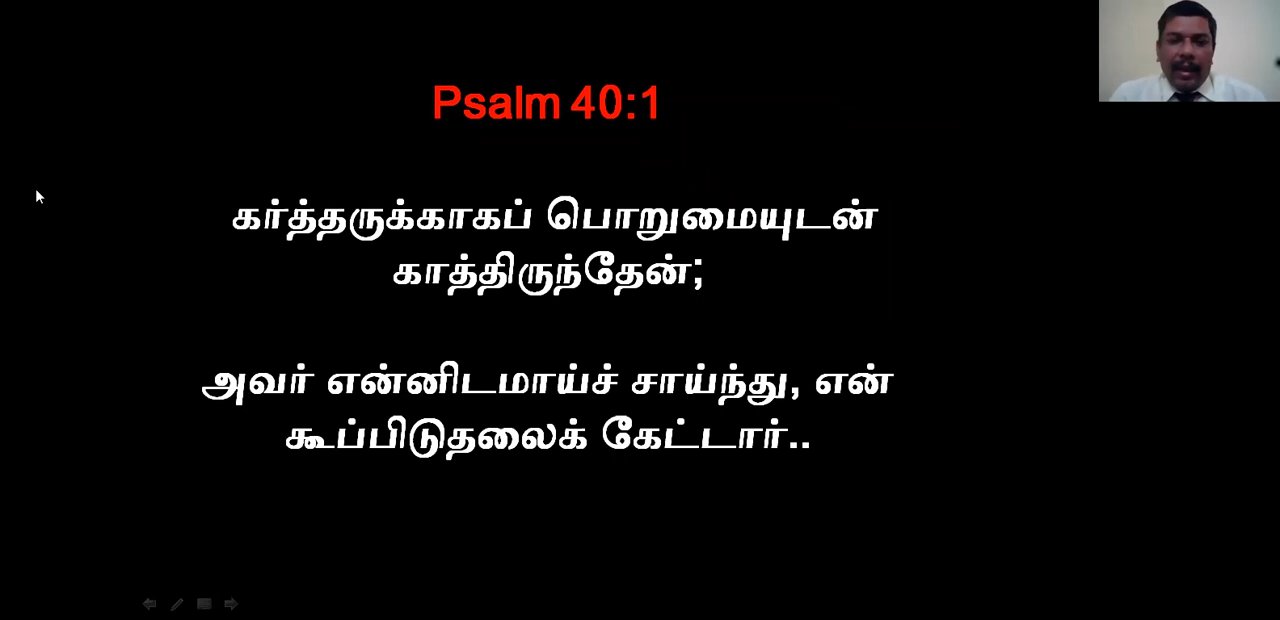 Psalm 40:1
கர்த்தருக்காகப் பொறுமையுடன்
காத்திருந்தேன்;
அவர் என்னிடமாய்ச் சாய்ந்து, என்
கூப்பிடுதலைக் கேட்டார்..